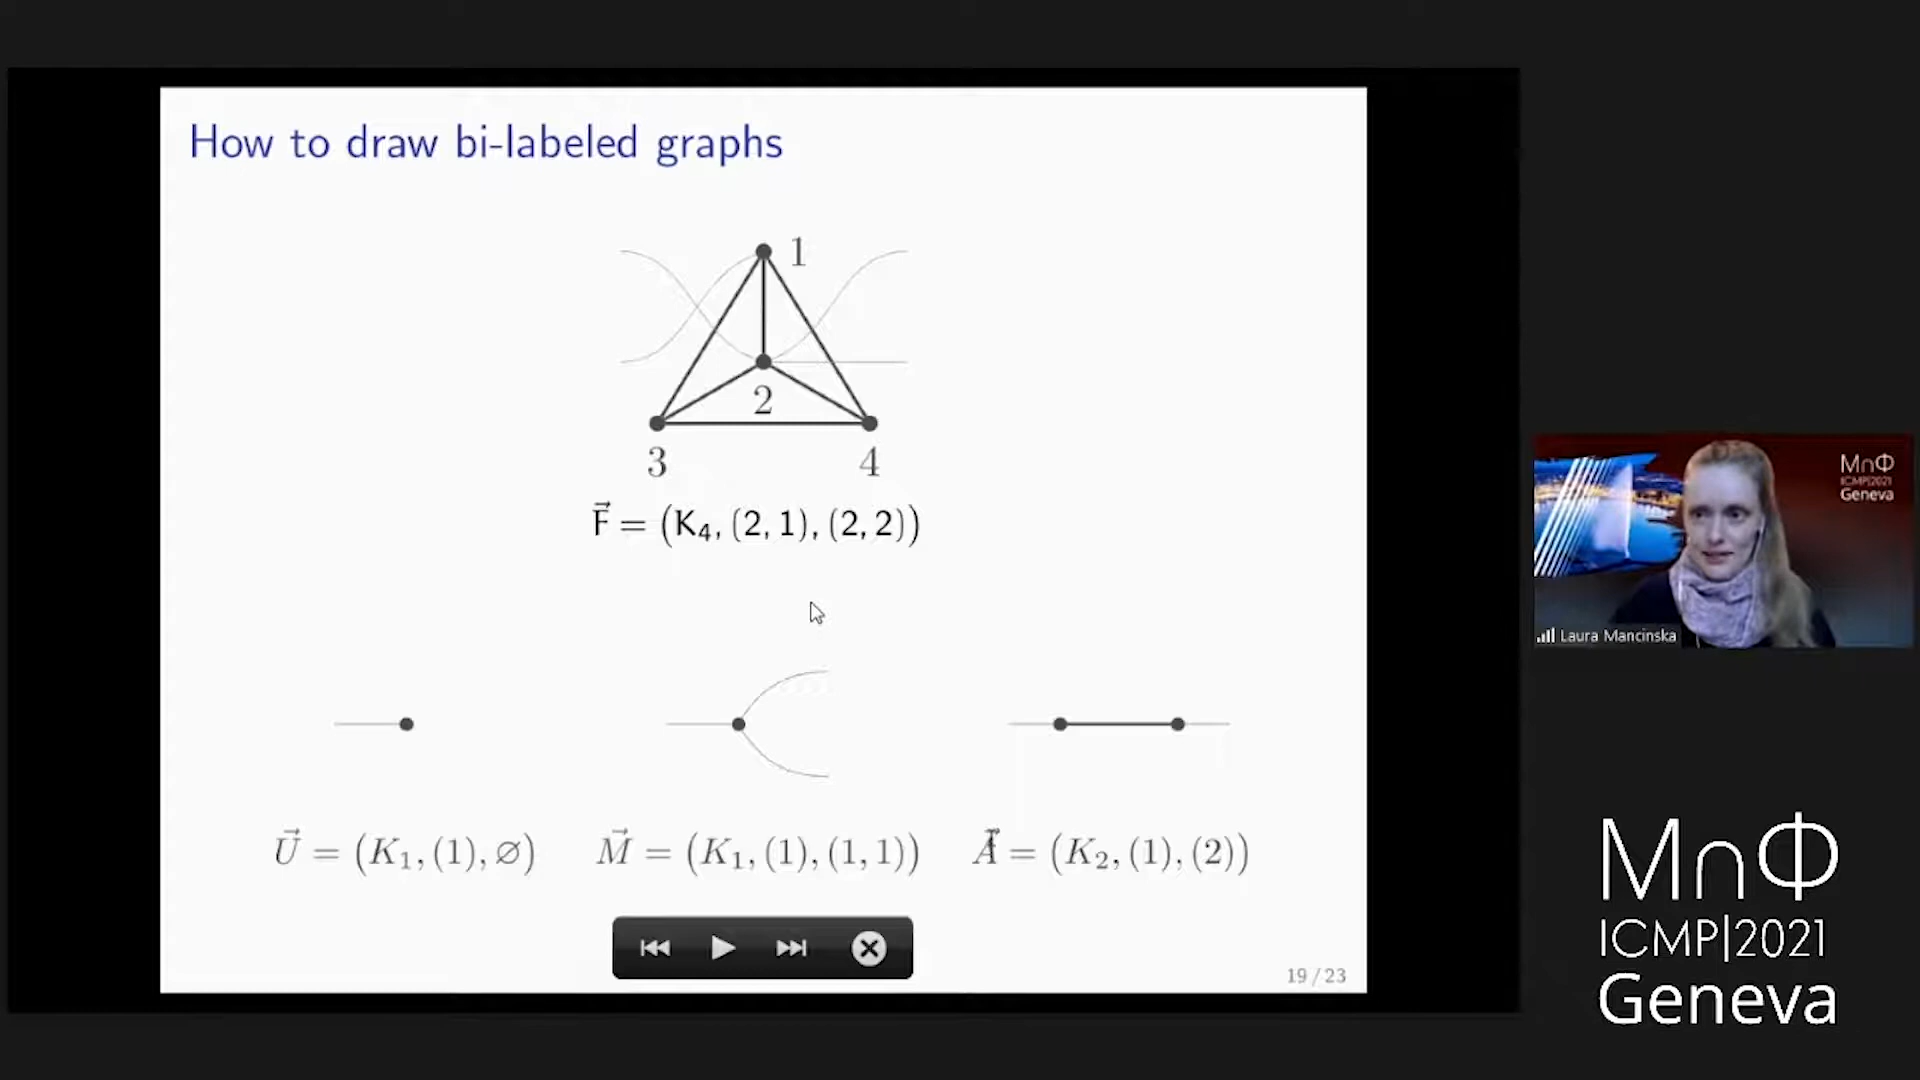 How to draw bi-labeled graphs
1
2
3 4
F⃗ = (K₄, (2, 1), (2, 2))
U⃗ = (K₁, (1), ∅) M⃗ = (K₁, (1), (1, 1)) A⃗ = (K₂, (1), (2))
19 / 23
MnΦ
ICMP|2021
Geneva
Laura Mancinska
M∩Φ
ICMP|2021
Geneva